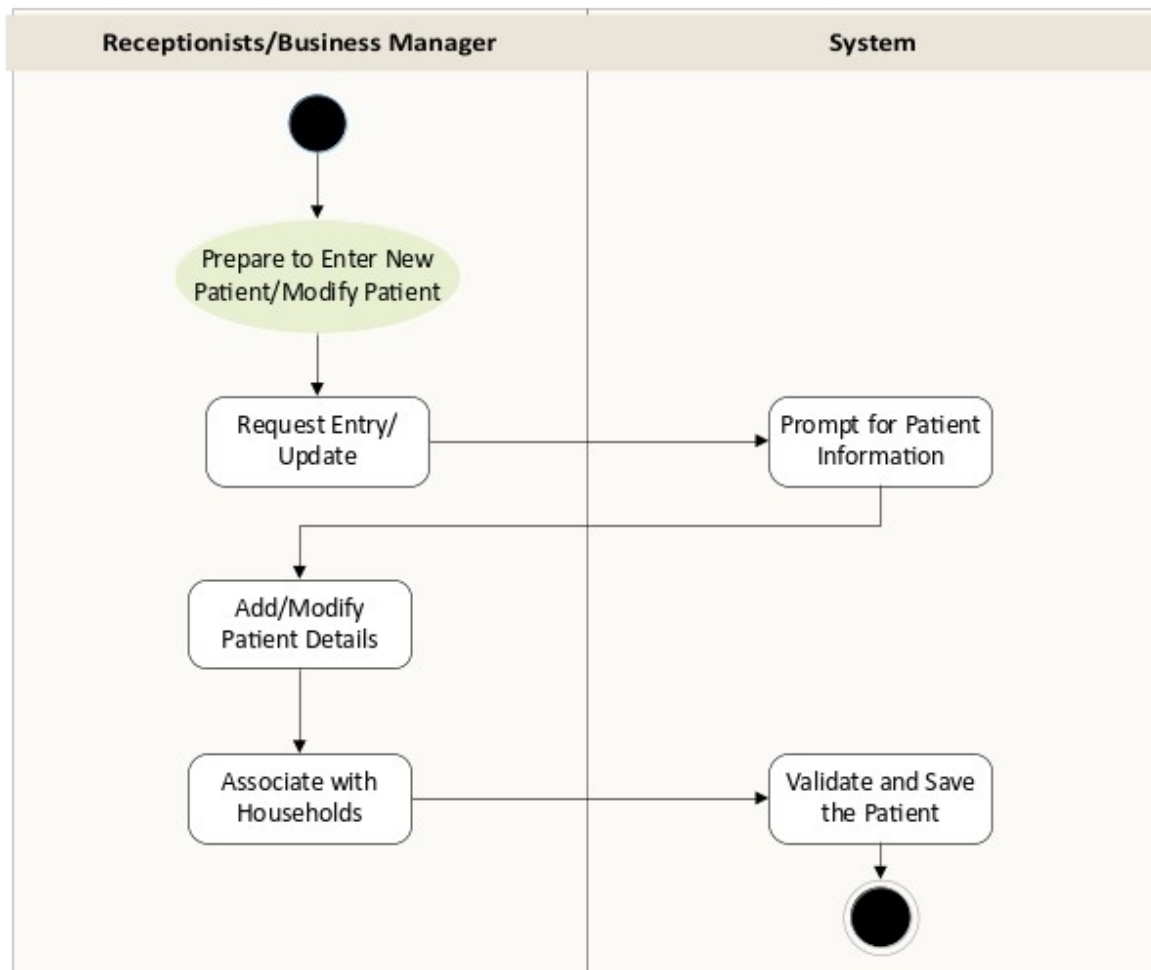 Receptionists/Business Manager
System
Prepare to Enter New
Patient/Modify Patient
Request Entry/
Update
Prompt for Patient
Information
Add/Modify
Patient Details
Associate with
Households
Validate and Save
the Patient